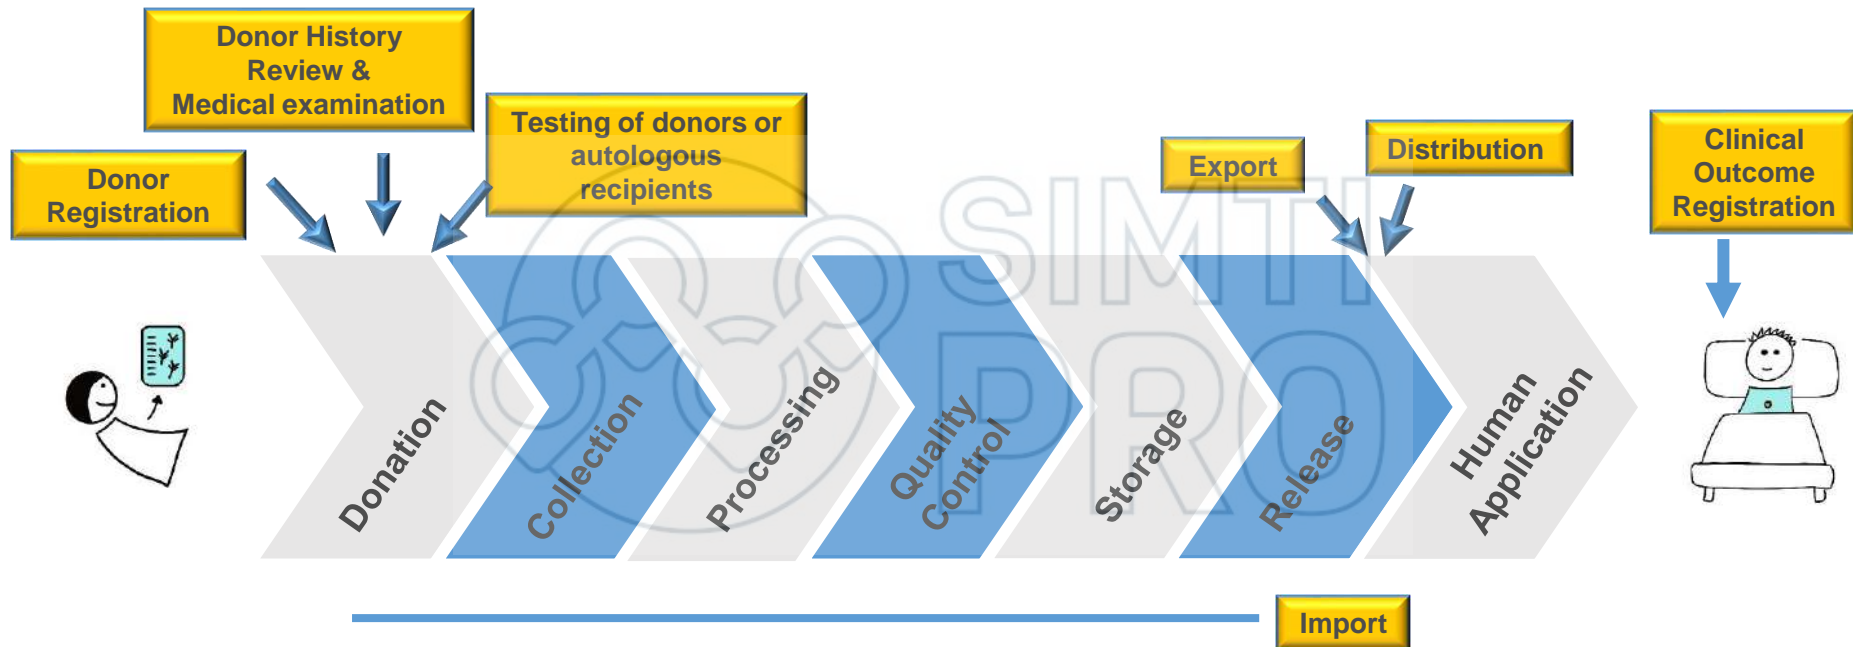 Donor History
Review &
Medical examination
Testing of donors or
autologous
recipients
Donor
Registration
Export
Distribution
Clinical
Outcome
Registration
SIMTI
PRO
Donation
Collection
Processing
Quality
Control
Storage
Release
Human
Application
Import